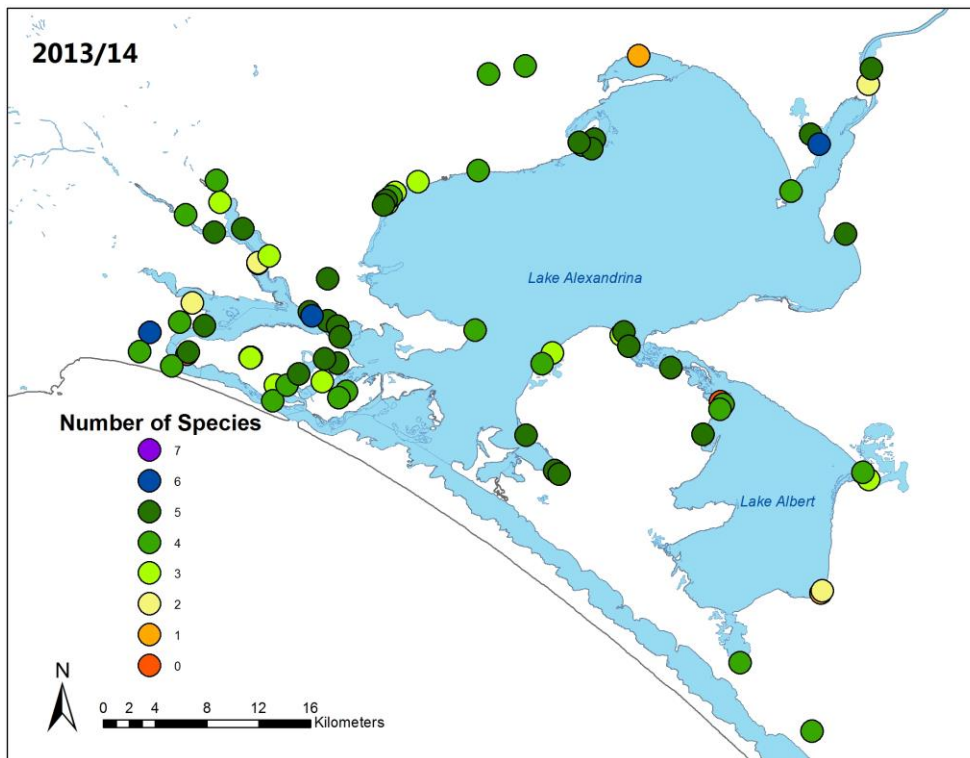 2013/14
Lake Alexandrina
Number of Species
7
6
5
4
3
2
1
0
Lake Albert
N
0 2 4 8 12 16
Kilometers